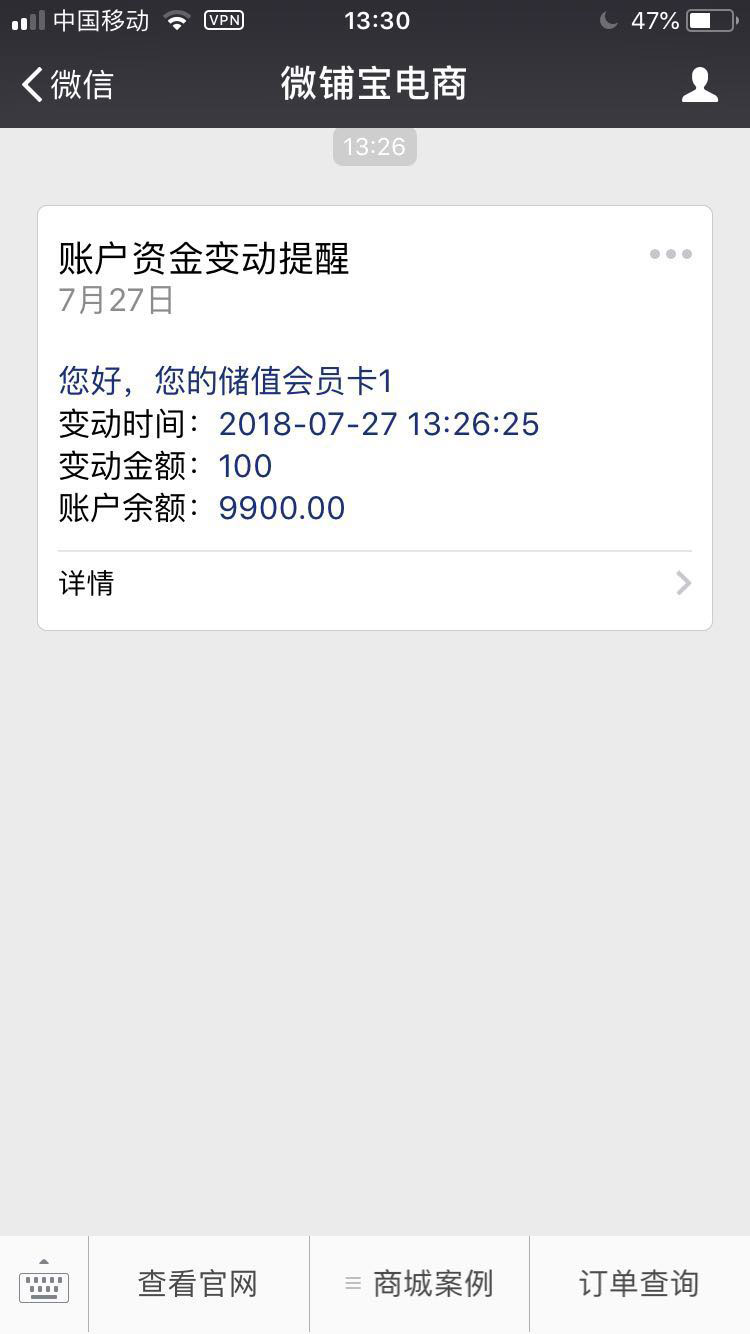 中国移动 VPN 13:30 47%
微信 微铺宝电商
13:26
账户资金变动提醒
7月27日
您好，您的储值会员卡1
变动时间：2018-07-27 13:26:25
变动金额：100
账户余额：9900.00
详情
查看官网 商城案例 订单查询